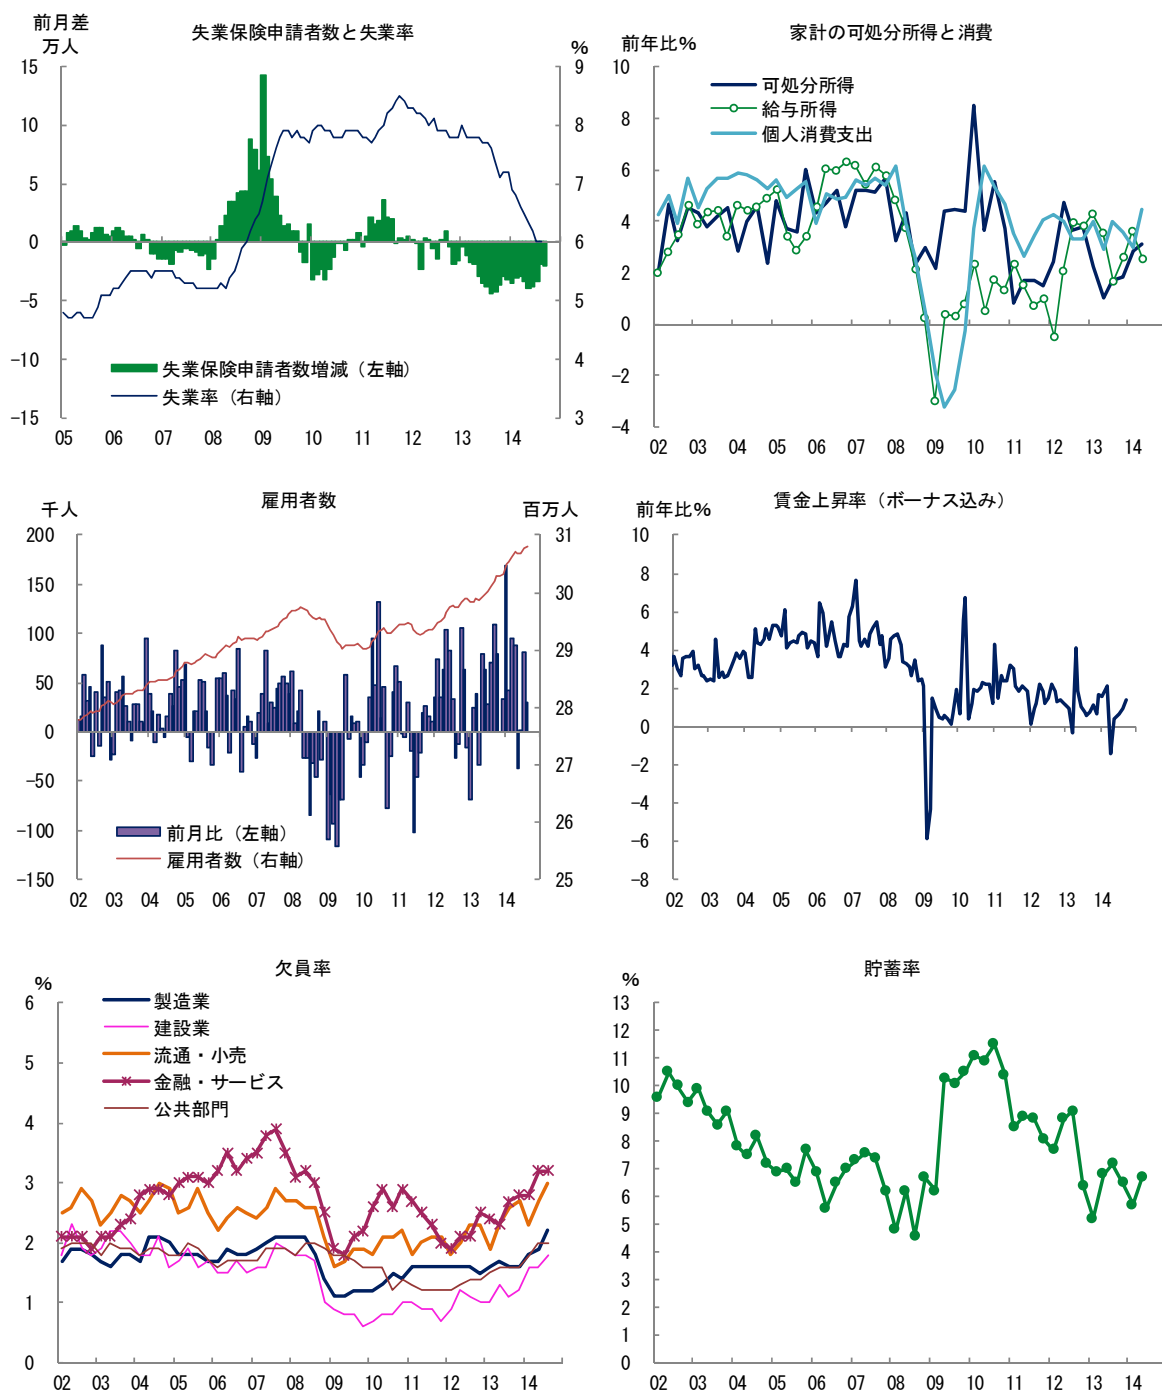 失業保険申請者数と失業率
前月差
万人
%
15
10
5
0
-5
-10
-15
9
8
7
6
5
4
3
失業保険申請者数増減（左軸）
失業率（右軸）
05 06 07 08 09 10 11 12 13 14
家計の可処分所得と消費
前年比%
10
8
6
4
2
0
-2
-4
可処分所得
給与所得
個人消費支出
02 03 04 05 06 07 08 09 10 11 12 13 14
雇用者数
千人
百万人
200
150
100
50
0
-50
-100
-150
31
30
29
28
27
26
25
前月比（左軸）
雇用者数（右軸）
02 03 04 05 06 07 08 09 10 11 12 13 14
賃金上昇率（ボーナス込み）
前年比%
10
8
6
4
2
0
-2
-4
-6
-8
02 03 04 05 06 07 08 09 10 11 12 13 14
欠員率
%
6
5
4
3
2
1
0
製造業
建設業
流通・小売
金融・サービス
公共部門
02 03 04 05 06 07 08 09 10 11 12 13 14
貯蓄率
%
13
12
11
10
9
8
7
6
5
4
3
2
1
0
02 03 04 05 06 07 08 09 10 11 12 13 14